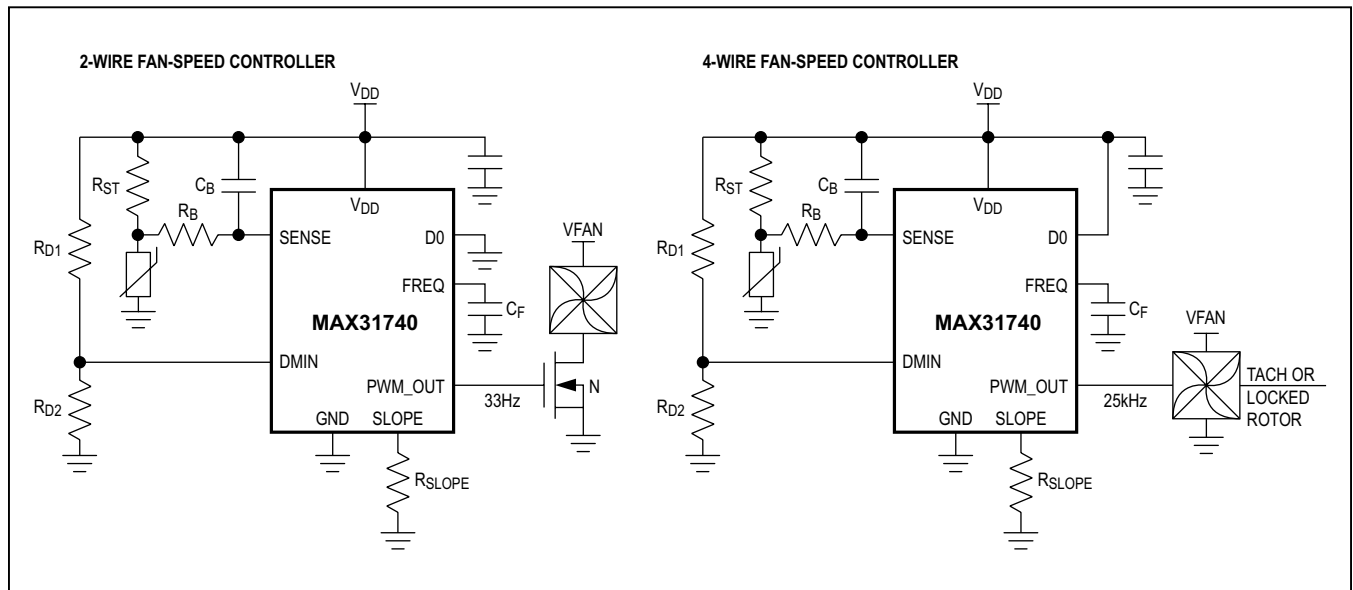 2-WIRE FAN-SPEED CONTROLLER
VDD
RST
CB
RB
RD1
RD2
VDD
SENSE
D0
FREQ
CF
MAX31740
DMIN
PWM_OUT
GND
SLOPE
RSLOPE
33Hz
VFAN
N
4-WIRE FAN-SPEED CONTROLLER
VDD
RST
CB
RB
RD1
RD2
VDD
SENSE
D0
FREQ
CF
MAX31740
DMIN
PWM_OUT
GND
SLOPE
RSLOPE
25kHz
VFAN
TACH OR
LOCKED
ROTOR